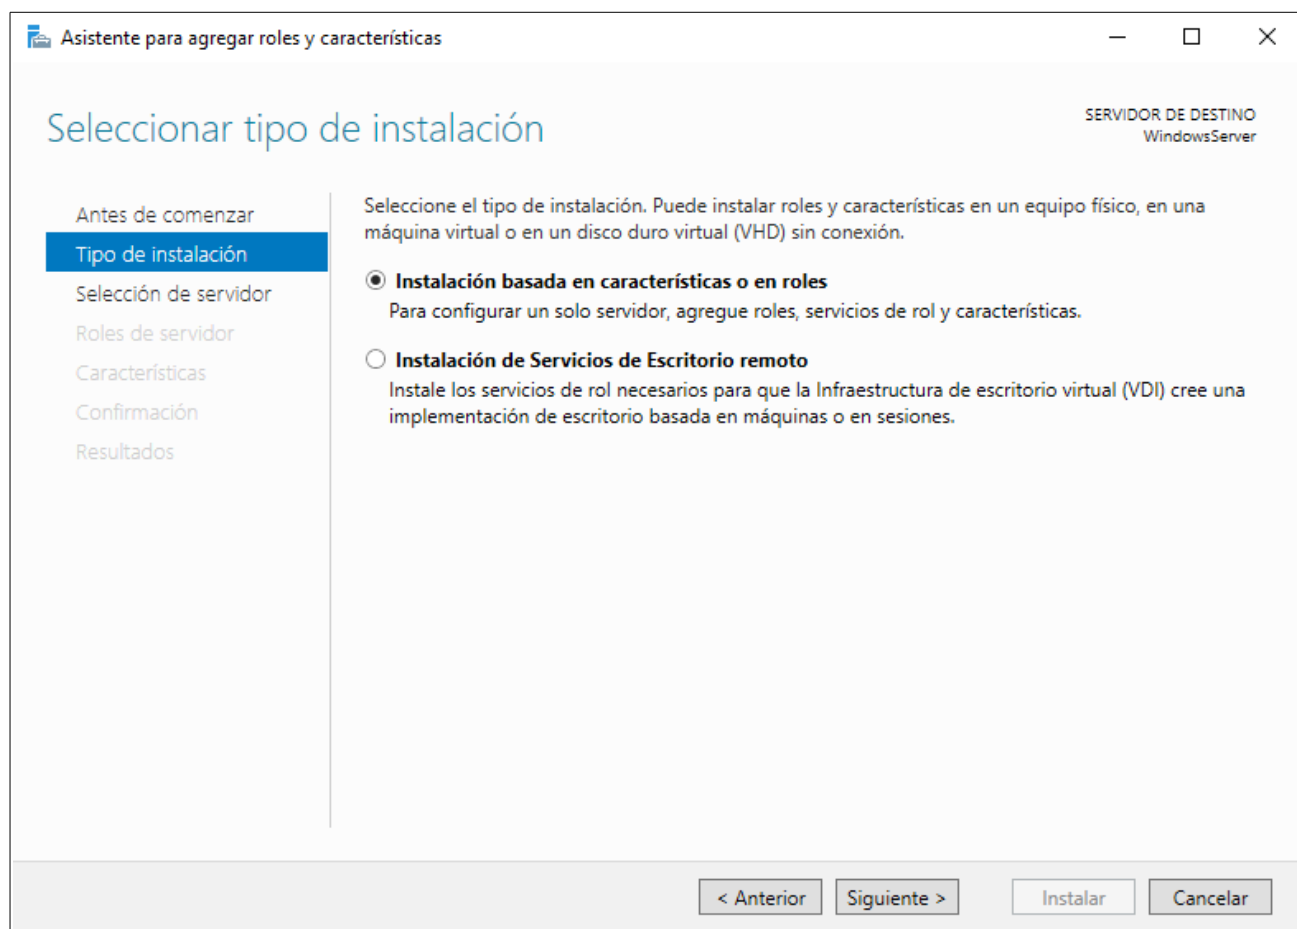 Asistente para agregar roles y características
Seleccionar tipo de instalación
SERVIDOR DE DESTINO
WindowsServer
Antes de comenzar
Tipo de instalación
Selección de servidor
Roles de servidor
Características
Confirmación
Resultados
Seleccione el tipo de instalación. Puede instalar roles y características en un equipo físico, en una
máquina virtual o en un disco duro virtual (VHD) sin conexión.
Instalación basada en características o en roles
Para configurar un solo servidor, agregue roles, servicios de rol y características.
Instalación de Servicios de Escritorio remoto
Instale los servicios de rol necesarios para que la Infraestructura de escritorio virtual (VDI) cree una
implementación de escritorio basada en máquinas o en sesiones.
< Anterior
Siguiente >
Instalar
Cancelar